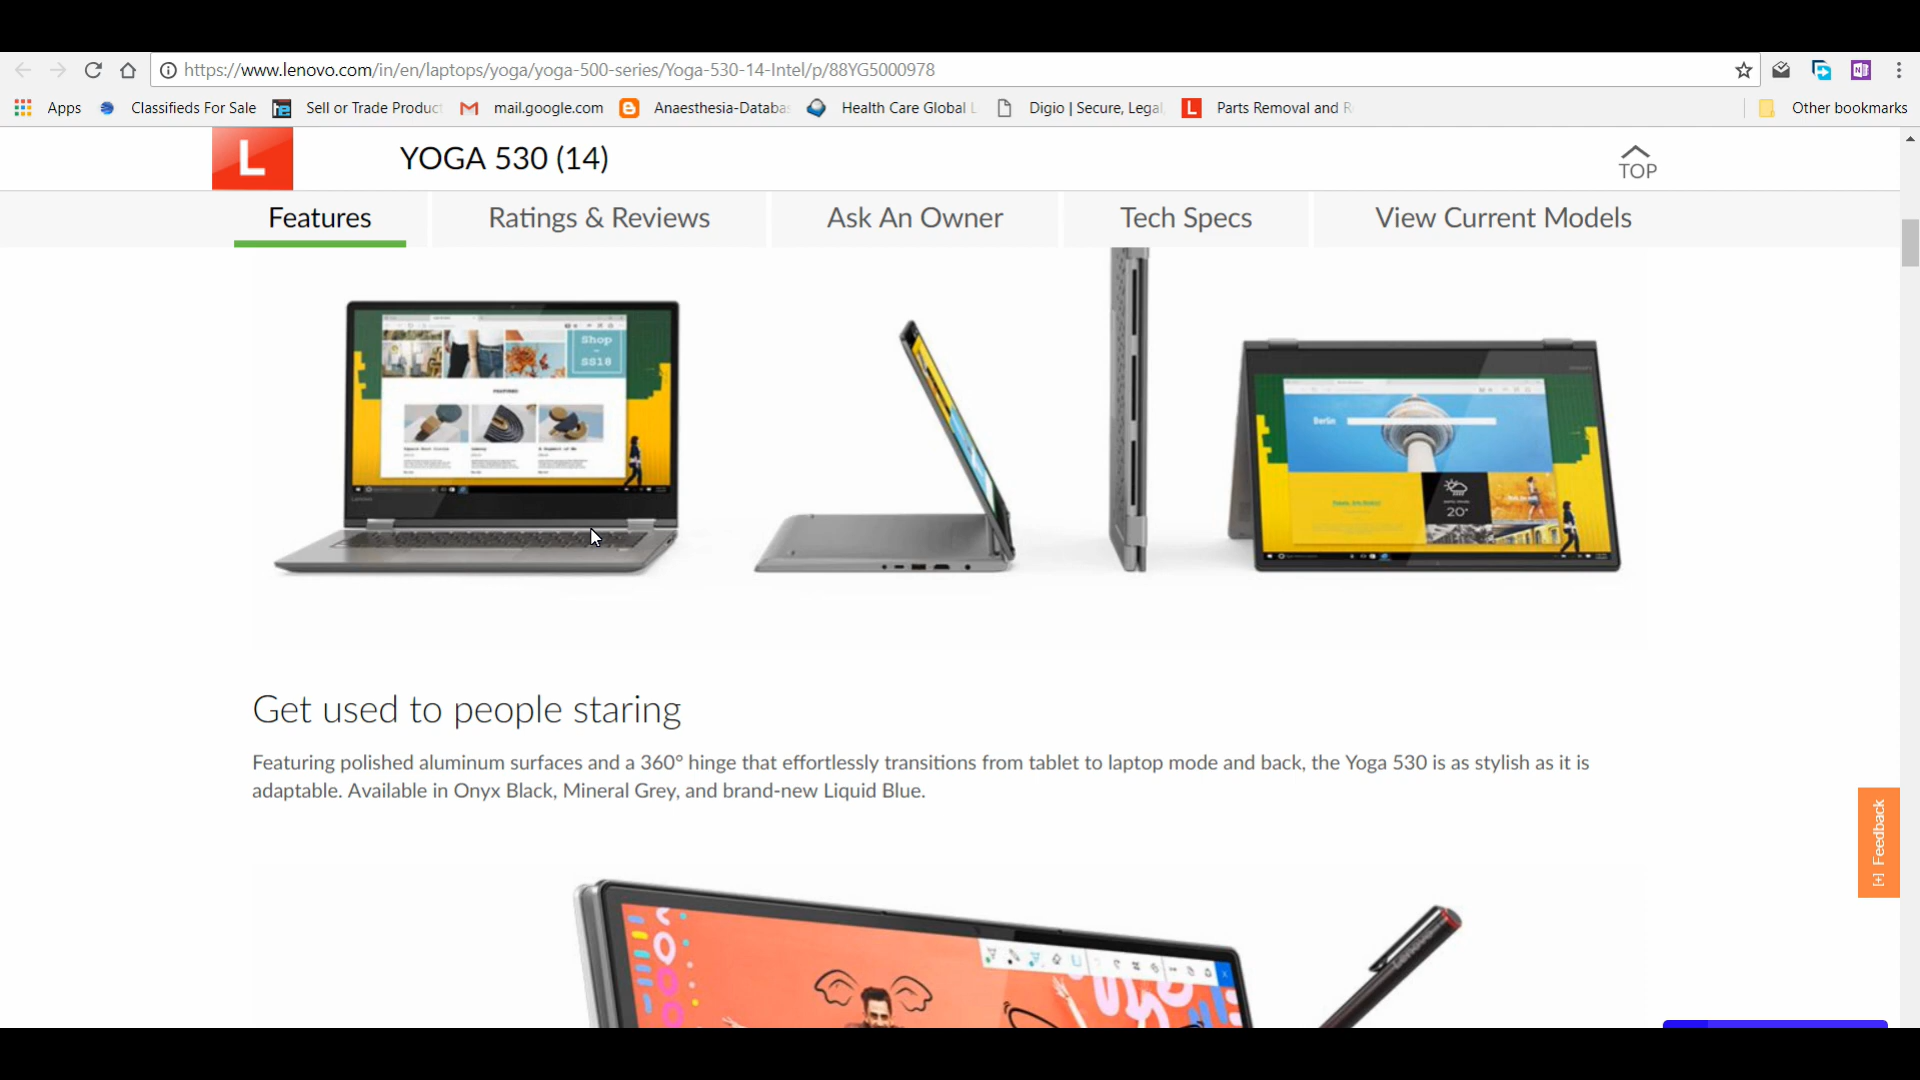 https://www.lenovo.com/in/en/laptops/yoga/yoga-500-series/Yoga-530-14-Intel/p/88YG5000978
Apps Classifieds For Sale Sell or Trade Product mail.google.com Anaesthesia-Databa Health Care Global L Digio | Secure, Legal Parts Removal and R Other bookmarks
L YOGA 530 (14) TOP
Features Ratings & Reviews Ask An Owner Tech Specs View Current Models
Shop
SS18
Berlin
20°
Get used to people staring
Featuring polished aluminum surfaces and a 360° hinge that effortlessly transitions from tablet to laptop mode and back, the Yoga 530 is as stylish as it is
adaptable. Available in Onyx Black, Mineral Grey, and brand-new Liquid Blue.
[+] Feedback